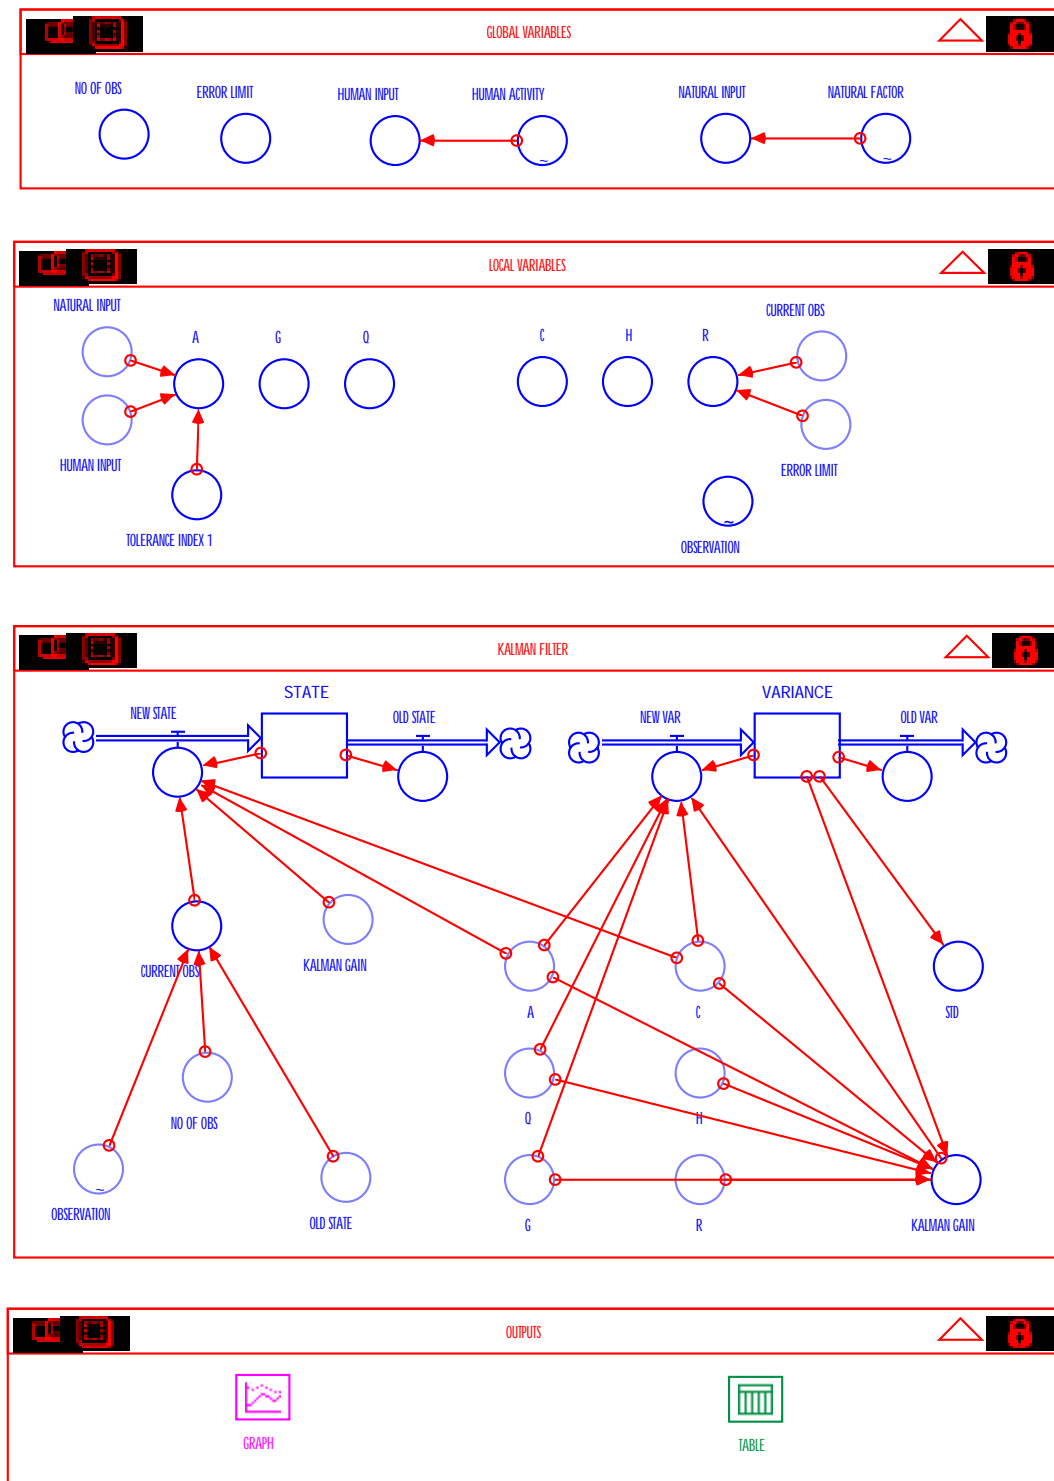 GLOBAL VARIABLES
NO OF OBS
ERROR LIMIT
HUMAN INPUT
HUMAN ACTIVITY
NATURAL INPUT
NATURAL FACTOR
~
~
LOCAL VARIABLES
NATURAL INPUT
A
G
Q
C
H
R
CURRENT OBS
HUMAN INPUT
ERROR LIMIT
TOLERANCE INDEX 1
~
OBSERVATION
KALMAN FILTER
STATE
VARIANCE
NEW STATE
OLD STATE
NEW VAR
OLD VAR
CURRENT OBS
KALMAN GAIN
A
C
STD
NO OF OBS
Q
H
~
OBSERVATION
OLD STATE
G
R
KALMAN GAIN
OUTPUTS
GRAPH
TABLE